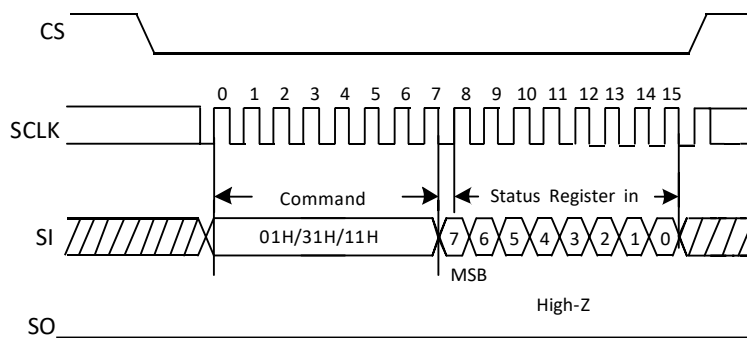 CS
0 1 2 3 4 5 6 7 8 9 10 11 12 13 14 15
SCLK
Command
Status Register in
SI
01H/31H/11H
7 6 5 4 3 2 1 0
MSB
High-Z
SO